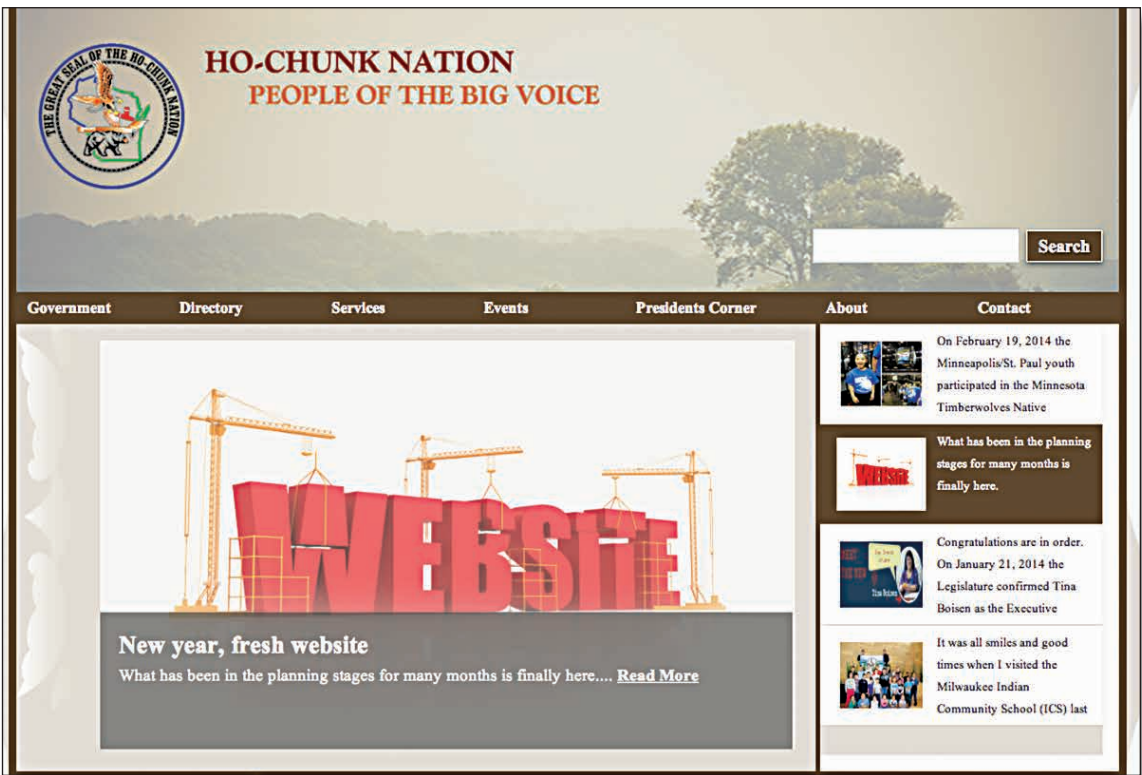 THE GREAT SEAL OF THE HO-CHUNK NATION
HO-CHUNK NATION
PEOPLE OF THE BIG VOICE
Search
Government Directory Services Events Presidents Corner About Contact
WEBSITE
New year, fresh website
What has been in the planning stages for many months is finally here.... Read More
On February 19, 2014 the
Minneapolis/St. Paul youth
participated in the Minnesota
Timberwolves Native
WEBSITE
What has been in the planning
stages for many months is
finally here.
Tina Boisen
Congratulations are in order.
On January 21, 2014 the
Legislature confirmed Tina
Boisen as the Executive
It was all smiles and good
times when I visited the
Milwaukee Indian
Community School (ICS) last